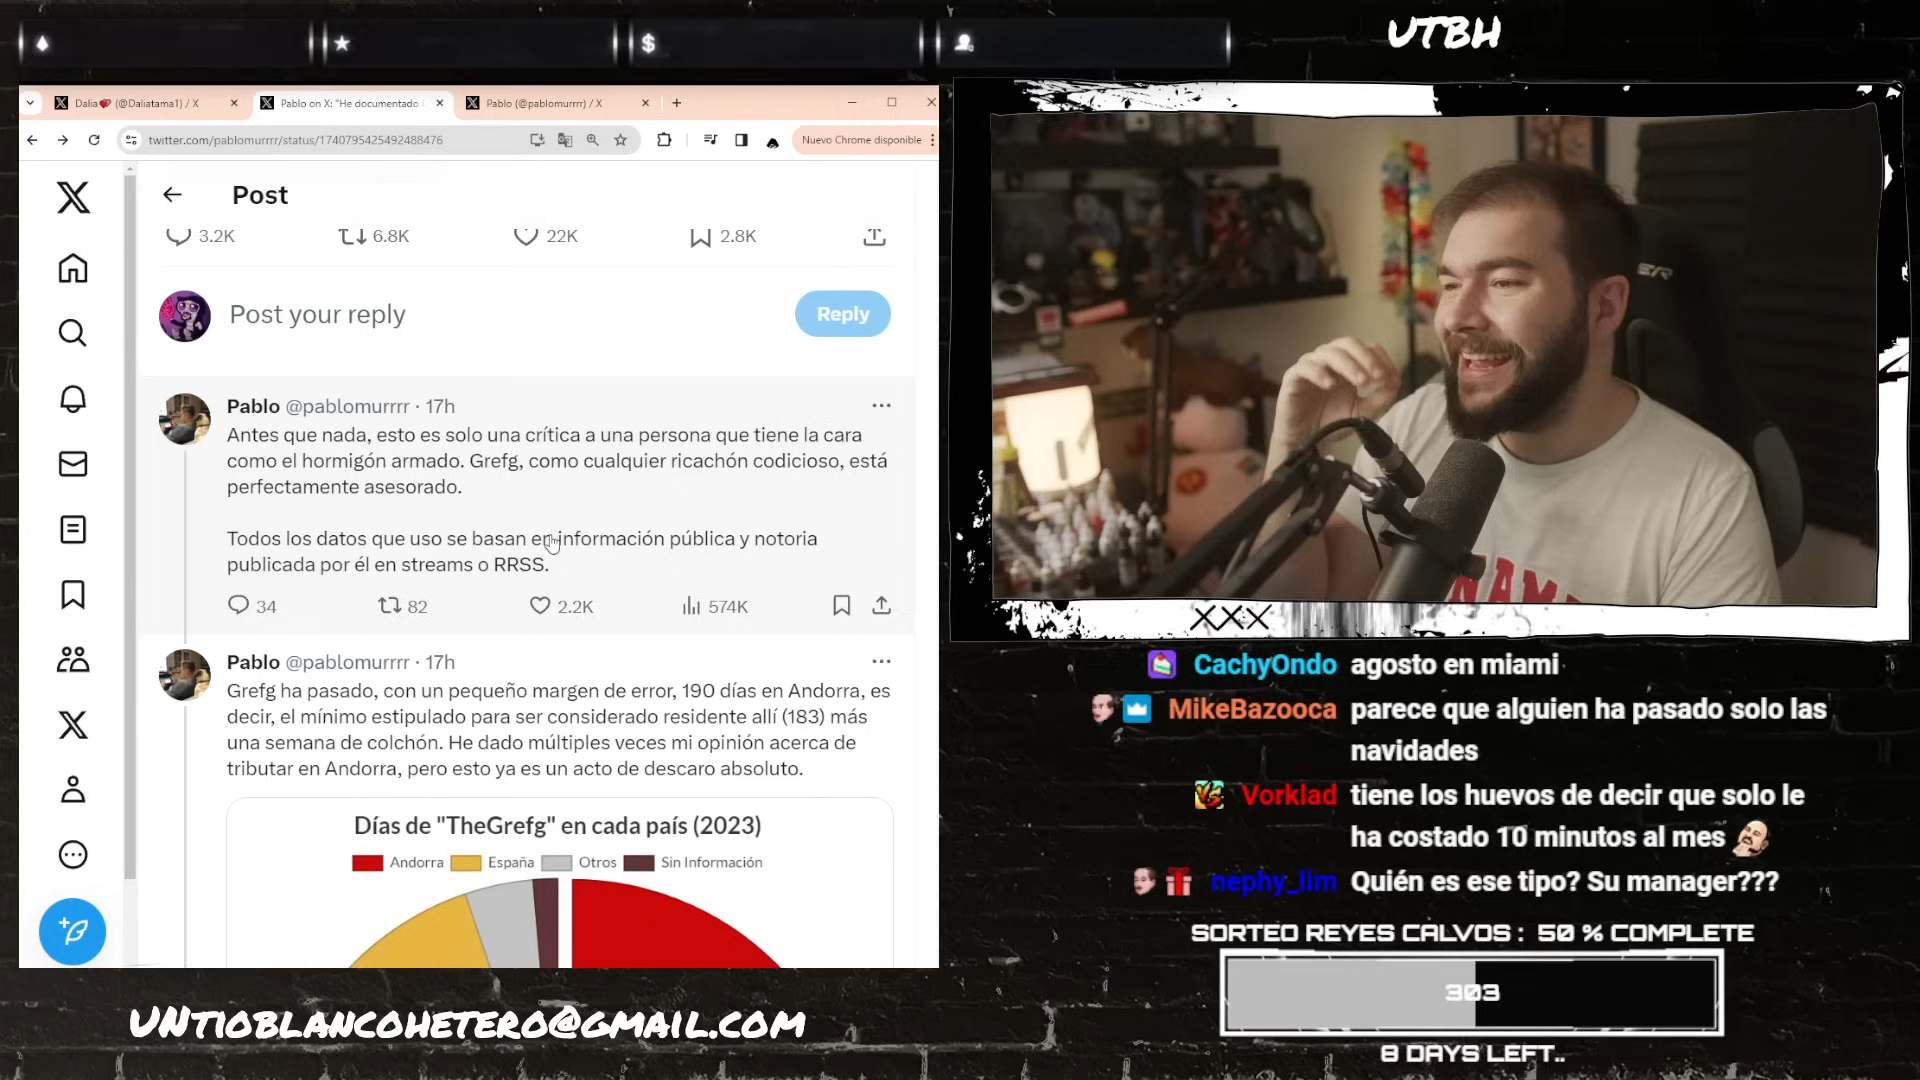 UTBH
Dalia (@Daliatama1) / X
Pablo on X: "He documentado
Pablo (@pablomurrr) / X
twitter.com/pablomurrr/status/1740795425492488476
Nuevo Chrome disponible
Post
3.2K 6.8K 22K 2.8K
Post your reply
Reply
Pablo @pablomurrr · 17h
Antes que nada, esto es solo una crítica a una persona que tiene la cara
como el hormigón armado. Grefg, como cualquier ricachón codicioso, está
perfectamente asesorado.
Todos los datos que uso se basan en información pública y notoria
publicada por él en streams o RRSS.
34 82 2.2K 574K
Pablo @pablomurrr · 17h
Grefg ha pasado, con un pequeño margen de error, 190 días en Andorra, es
decir, el mínimo estipulado para ser considerado residente allí (183) más
una semana de colchón. He dado múltiples veces mi opinión acerca de
tributar en Andorra, pero esto ya es un acto de descaro absoluto.
Días de "TheGrefg" en cada país (2023)
Andorra España Otros Sin Información
XXX
CachyOndo agosto en miami
MikeBazooca parece que alguien ha pasado solo las
navidades
Vorklad tiene los huevos de decir que solo le
ha costado 10 minutos al mes
nephy_lim Quién es ese tipo? Su manager???
SORTEO REYES CALVOS : 50 % COMPLETE
303
8 DAYS LEFT..
UNTIOBLANCOHETERO@GMAIL.COM